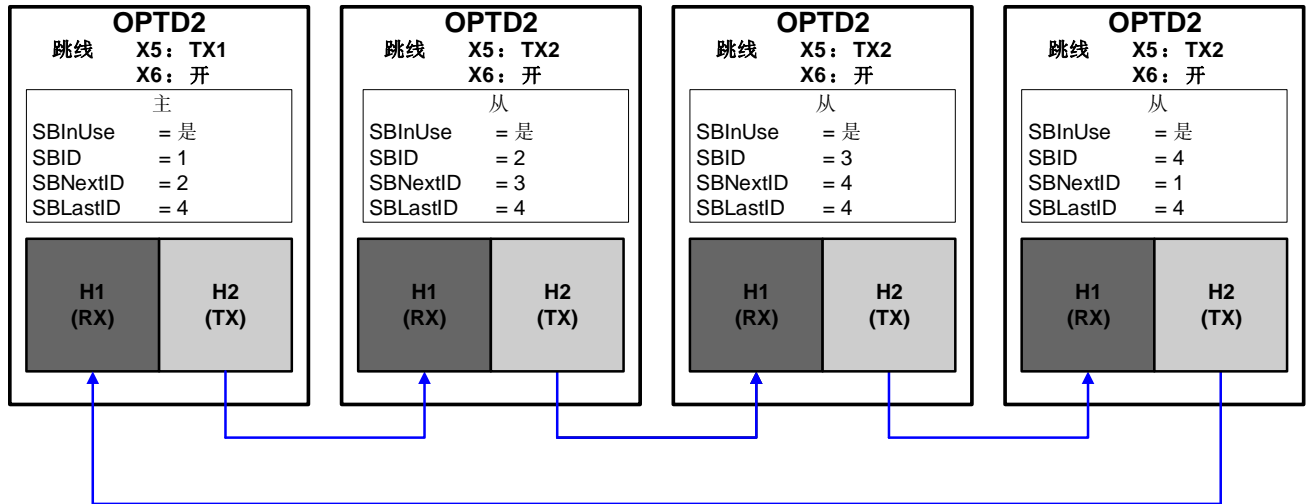 OPTD2
跳线 X5：TX1
X6：开
主
SBInUse = 是
SBID = 1
SBNextID = 2
SBLastID = 4
H1
(RX)
H2
(TX)
OPTD2
跳线 X5：TX2
X6：开
从
SBInUse = 是
SBID = 2
SBNextID = 3
SBLastID = 4
H1
(RX)
H2
(TX)
OPTD2
跳线 X5：TX2
X6：开
从
SBInUse = 是
SBID = 3
SBNextID = 4
SBLastID = 4
H1
(RX)
H2
(TX)
OPTD2
跳线 X5：TX2
X6：开
从
SBInUse = 是
SBID = 4
SBNextID = 1
SBLastID = 4
H1
(RX)
H2
(TX)